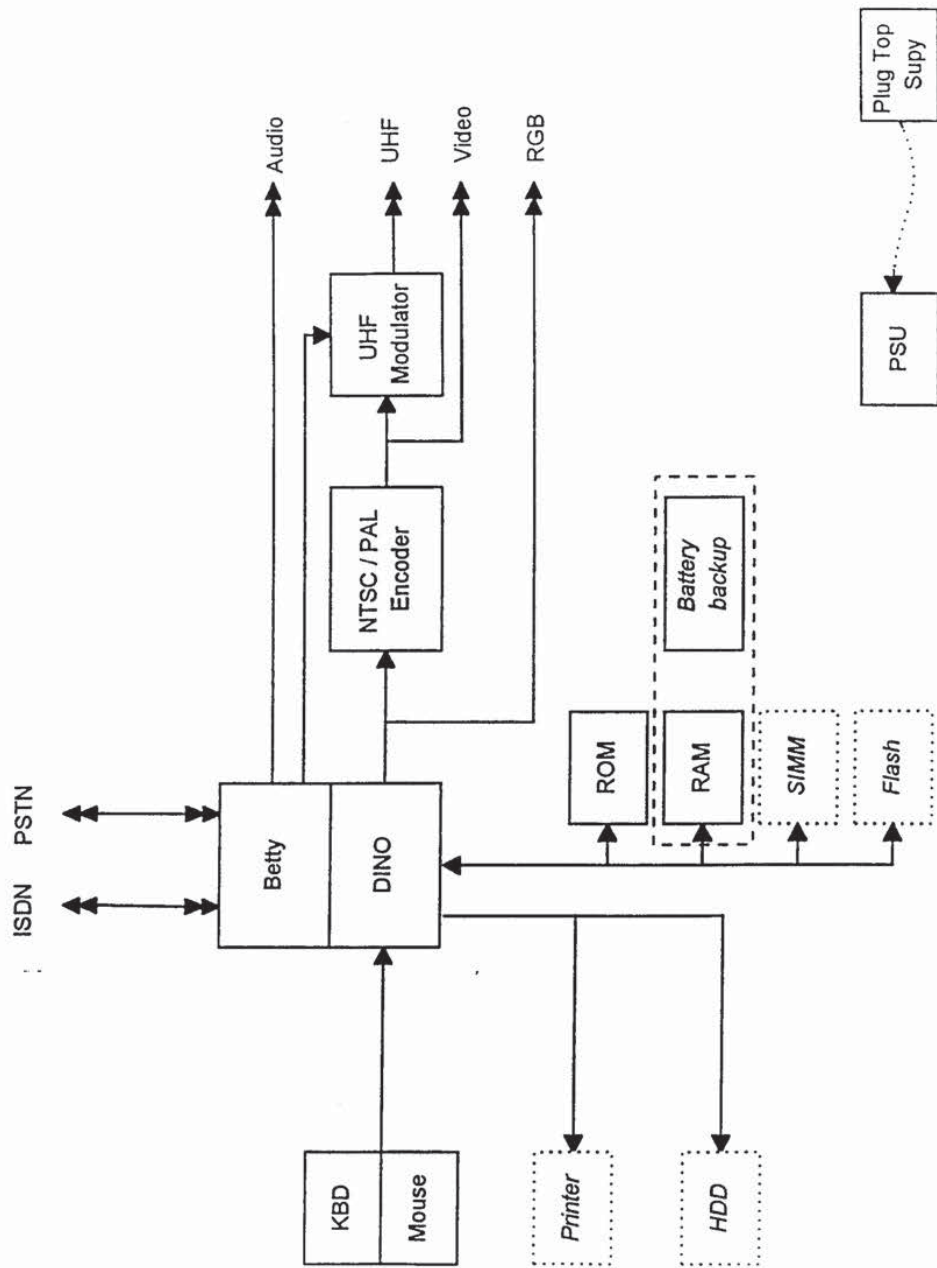 ISDN
PSTN
Audio
Betty
UHF
Modulator
UHF
KBD
Mouse
DINO
NTSC / PAL
Encoder
Video
RGB
Printer
ROM
HDD
RAM
Battery
backup
PSU
Plug Top
Supy
SIMM
Flash